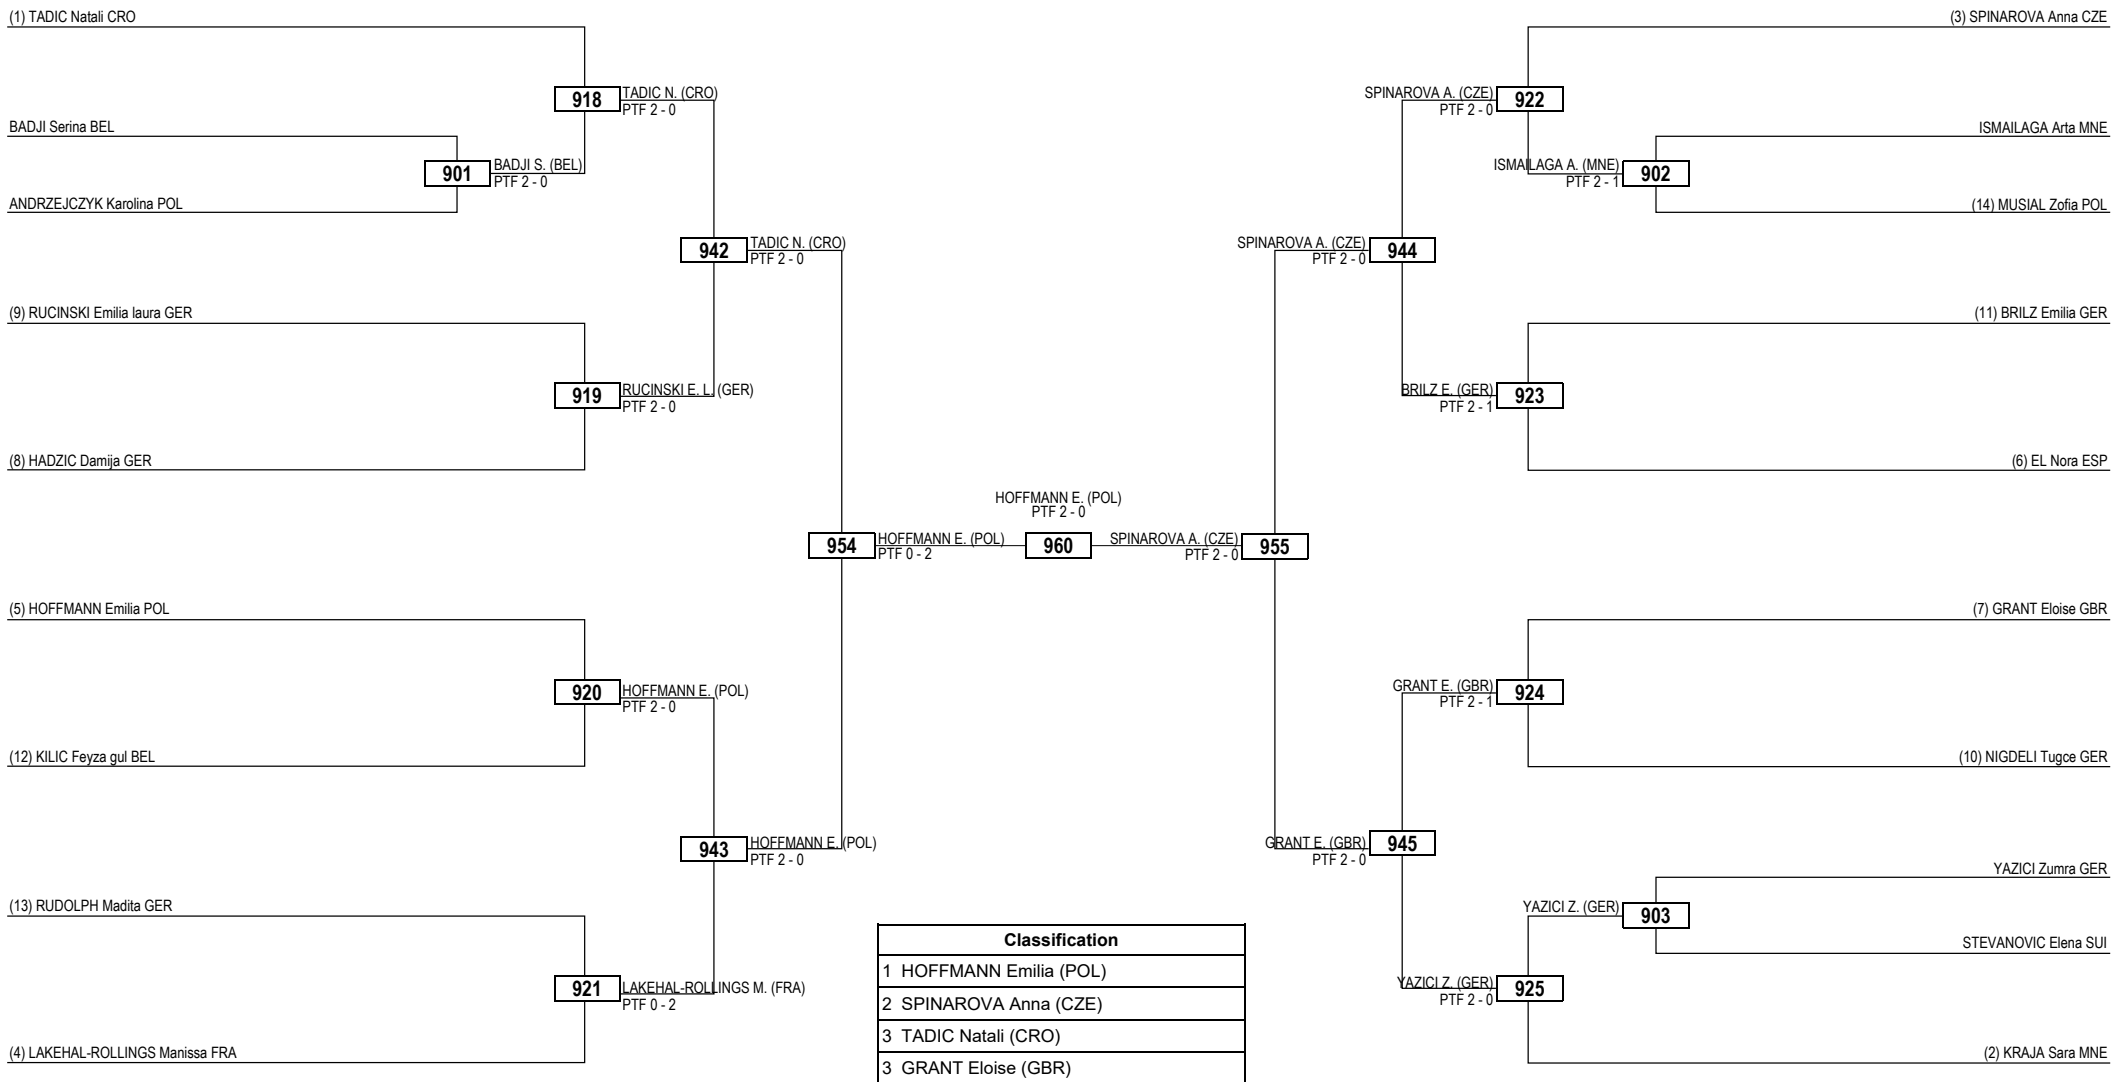 (1) TADIC Natali CRO
(3) SPINAROVA Anna CZE
918
TADIC N. (CRO)
PTF 2 - 0
SPINAROVA A. (CZE)
PTF 2 - 0
922
BADJI Serina BEL
ISMAILAGA Arta MNE
901
BADJI S. (BEL)
PTF 2 - 0
ISMAILAGA A. (MNE)
PTF 2 - 1
902
ANDRZEJCZYK Karolina POL
(14) MUSIAL Zofia POL
942
TADIC N. (CRO)
PTF 2 - 0
SPINAROVA A. (CZE)
PTF 2 - 0
944
(9) RUCINSKI Emilia laura GER
(11) BRILZ Emilia GER
919
RUCINSKI E. L. (GER)
PTF 2 - 0
BRILZ E. (GER)
PTF 2 - 1
923
(8) HADZIC Damija GER
(6) EL Nora ESP
HOFFMANN E. (POL)
PTF 2 - 0
954
HOFFMANN E. (POL)
PTF 0 - 2
960
SPINAROVA A. (CZE)
PTF 2 - 0
955
(5) HOFFMANN Emilia POL
(7) GRANT Eloise GBR
920
HOFFMANN E. (POL)
PTF 2 - 0
GRANT E. (GBR)
PTF 2 - 1
924
(12) KILIC Feyza gul BEL
(10) NIGDELI Tugce GER
943
HOFFMANN E. (POL)
PTF 2 - 0
GRANT E. (GBR)
PTF 2 - 0
945
YAZICI Zumra GER
(13) RUDOLPH Madita GER
YAZICI Z. (GER)
903
STEVANOVIC Elena SUI
921
LAKEHAL-ROLLINGS M. (FRA)
PTF 0 - 2
YAZICI Z. (GER)
PTF 2 - 0
925
(4) LAKEHAL-ROLLINGS Manissa FRA
(2) KRAJA Sara MNE
Classification
1 HOFFMANN Emilia (POL)
2 SPINAROVA Anna (CZE)
3 TADIC Natali (CRO)
3 GRANT Eloise (GBR)